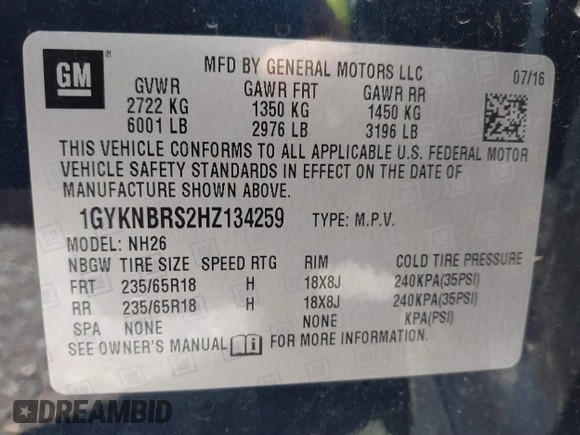 GM
MFD BY GENERAL MOTORS LLC
07/16
GVWR GAWR FRT GAWR RR
2722 KG 1350 KG 1450 KG
6001 LB 2976 LB 3196 LB
THIS VEHICLE CONFORMS TO ALL APPLICABLE U.S. FEDERAL MOTOR
VEHICLE SAFETY STANDARDS IN EFFECT ON THE DATE OF
MANUFACTURE SHOWN ABOVE.
1GYKNBRS2HZ134259 TYPE: M.P.V.
MODEL: NH26
NBGW TIRE SIZE SPEED RTG RIM COLD TIRE PRESSURE
FRT 235/65R18 H 18X8J 240KPA(35PSI)
RR 235/65R18 H 18X8J 240KPA(35PSI)
SPA NONE NONE KPA(PSI)
SEE OWNER'S MANUAL i FOR MORE INFORMATION.
DREAMBID